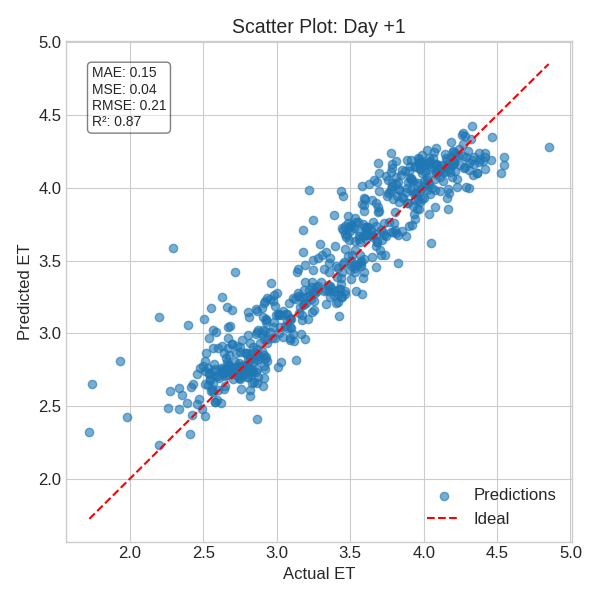 Scatter Plot: Day +1
MAE: 0.15
MSE: 0.04
RMSE: 0.21
R²: 0.87
5.0
4.5
4.0
3.5
3.0
2.5
2.0
Predicted ET
Predictions
Ideal
2.0 2.5 3.0 3.5 4.0 4.5 5.0
Actual ET